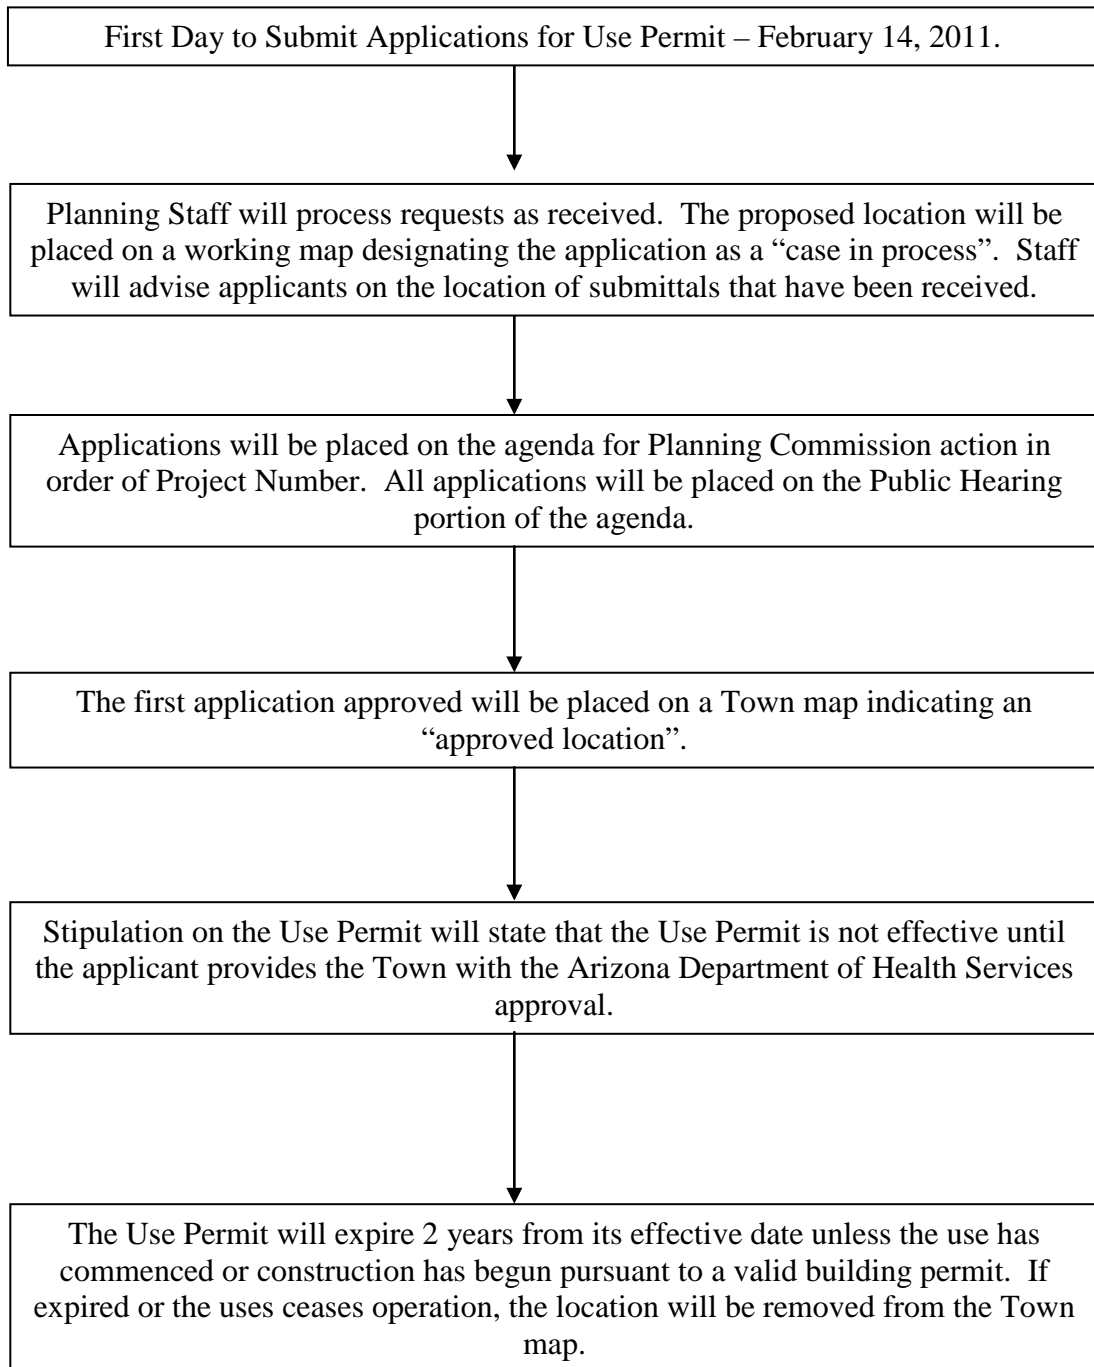 First Day to Submit Applications for Use Permit – February 14, 2011.
Planning Staff will process requests as received.  The proposed location will be
placed on a working map designating the application as a “case in process”.  Staff
will advise applicants on the location of submittals that have been received.
Applications will be placed on the agenda for Planning Commission action in
order of Project Number.  All applications will be placed on the Public Hearing
portion of the agenda.
The first application approved will be placed on a Town map indicating an
“approved location”.
Stipulation on the Use Permit will state that the Use Permit is not effective until
the applicant provides the Town with the Arizona Department of Health Services
approval.
The Use Permit will expire 2 years from its effective date unless the use has
commenced or construction has begun pursuant to a valid building permit.  If
expired or the uses ceases operation, the location will be removed from the Town
map.